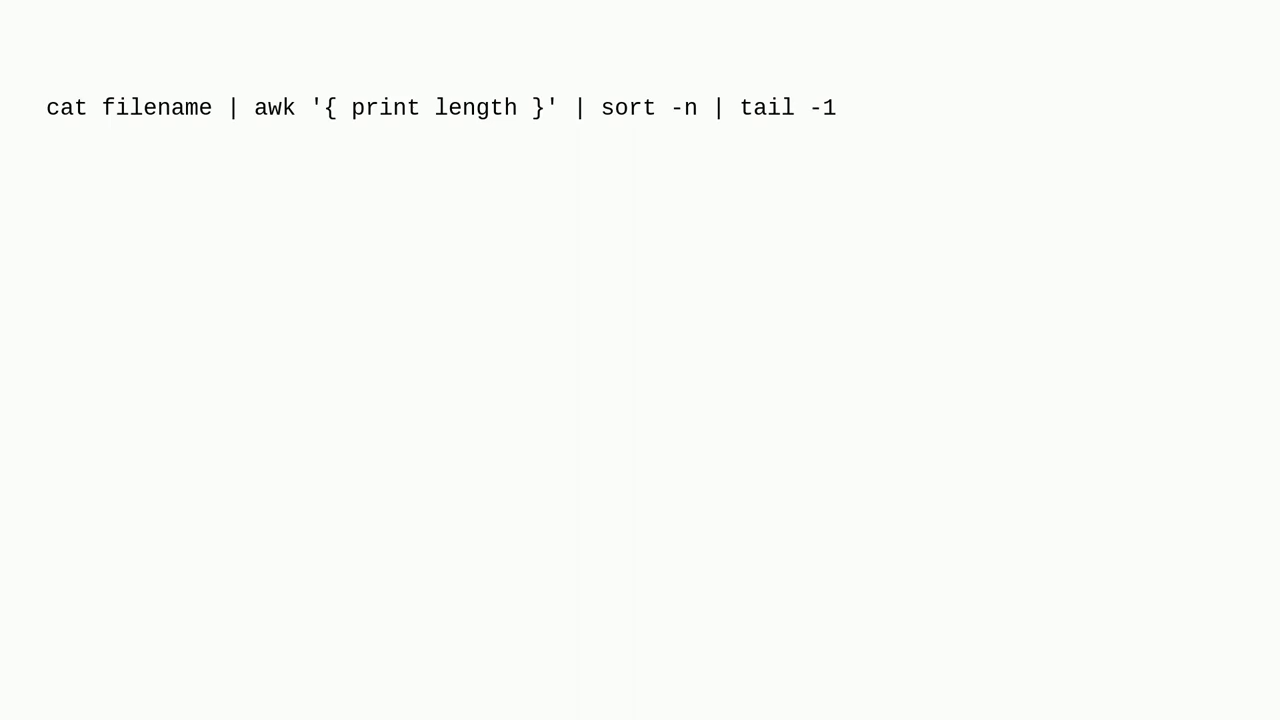 cat filename | awk '{ print length }' | sort -n | tail -1